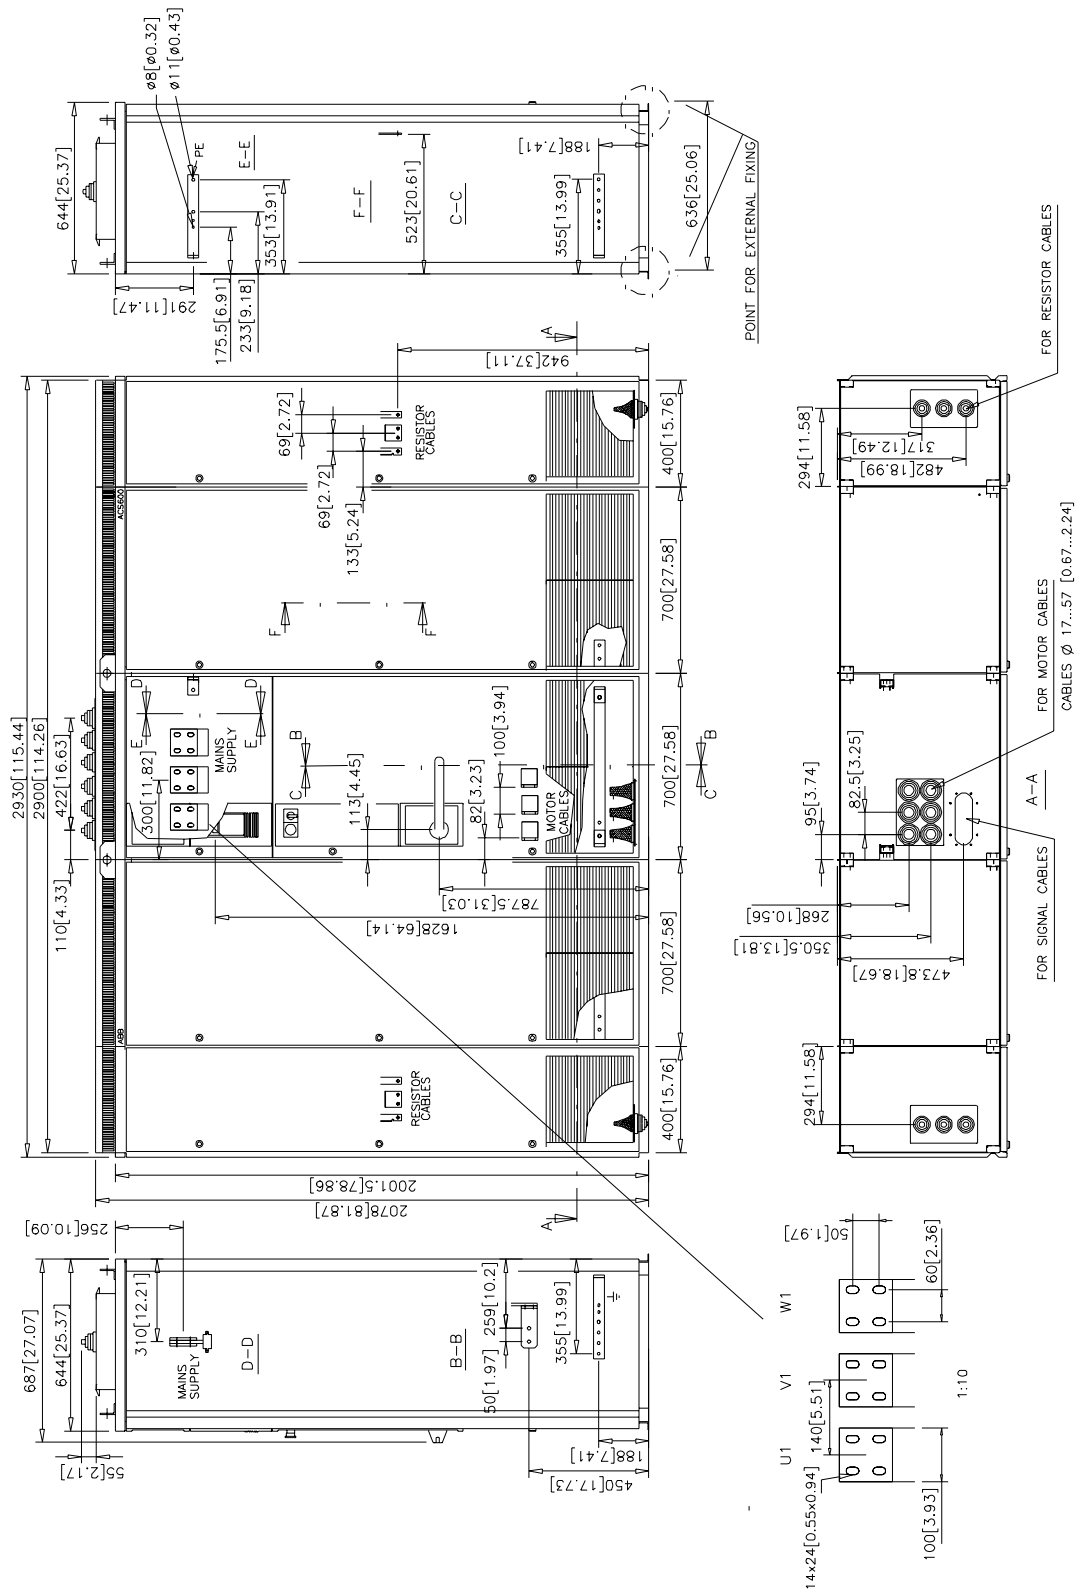 687[27.07]
644[25.37]
55[2.17]
310[12.21]
256[10.09]
MAINS
SUPPLY
D-D
B-B
50[1.97]
259[10.2]
355[13.99]
188[7.41]
450[17.73]
2930[115.44]
2900[114.26]
110[4.33]
422[16.63]
300[11.82]
2078[81.87]
2001.5[78.86]
1628[64.14]
787.5[31.03]
ABB
ACS600
MAINS
SUPPLY
E
D
E
D
C
B
C
B
F
F
A
A
113[4.45]
82[3.23]
100[3.94]
MOTOR
CABLES
RESISTOR
CABLES
RESISTOR
CABLES
69[2.72]
69[2.72]
133[5.24]
942[37.11]
400[15.76]
700[27.58]
700[27.58]
700[27.58]
400[15.76]
644[25.37]
ø8[ø0.32]
ø11[ø0.43]
PE
E-E
F-F
C-C
291[11.47]
175.5[6.91]
233[9.18]
353[13.91]
523[20.61]
355[13.99]
188[7.41]
636[25.06]
POINT FOR EXTERNAL FIXING
14x24[0.55x0.94]
U1
V1
W1
140[5.51]
100[3.93]
50[1.97]
60[2.36]
1:10
294[11.58]
473.8[18.67]
350.5[13.81]
268[10.56]
95[3.74]
82.5[3.25]
A-A
FOR SIGNAL CABLES
FOR MOTOR CABLES
CABLES Ø 17...57 [0.67...2.24]
294[11.58]
317[12.49]
482[18.99]
FOR RESISTOR CABLES